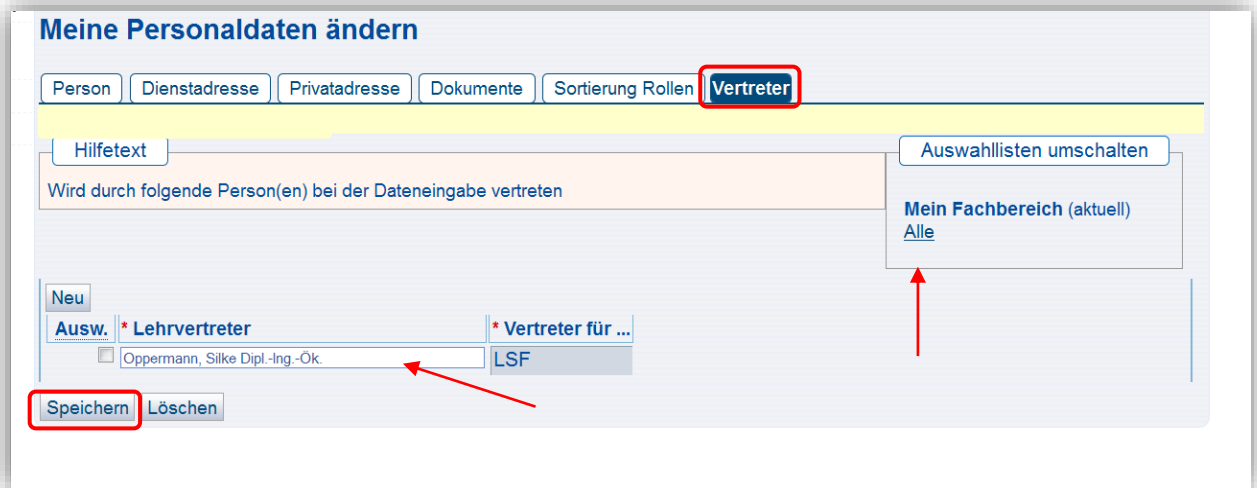 Meine Personaldaten ändern
Person Dienstadresse Privatadresse Dokumente Sortierung Rollen Vertreter
Hilfetext
Wird durch folgende Person(en) bei der Dateneingabe vertreten
Auswahllisten umschalten
Mein Fachbereich (aktuell)
Alle
Neu
Ausw. * Lehrvertreter * Vertreter für ...
Oppermann, Silke Dipl.-Ing.-Ök. LSF
Speichern Löschen